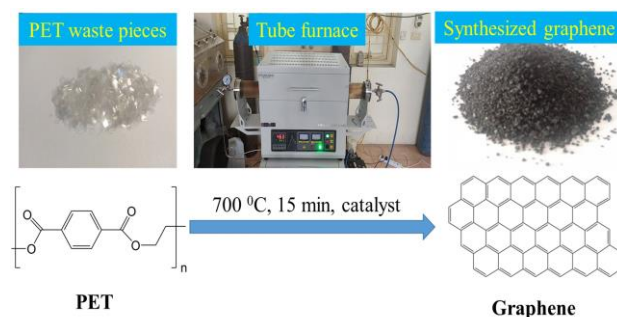 PET waste pieces
Tube furnace
Synthesized graphene
O
O
O
O
n
700 ⁰C, 15 min, catalyst
PET
Graphene